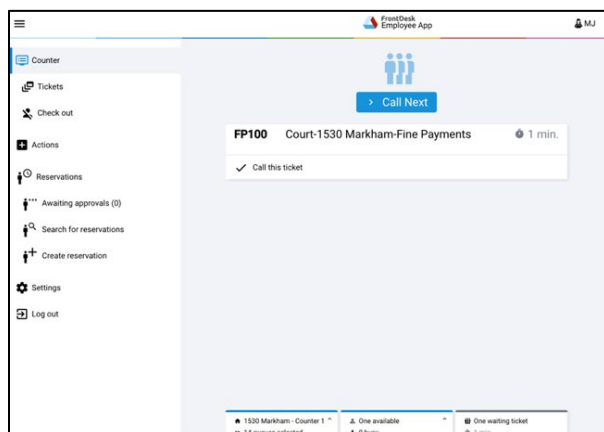 FrontDesk
Employee App
MJ
Counter
Tickets
Check out
Actions
Reservations
Awaiting approvals (0)
Search for reservations
Create reservation
Settings
Log out
Call Next
FP100 Court-1530 Markham-Fine Payments 1 min.
Call this ticket
1530 Markham - Counter 1
One available
One waiting ticket